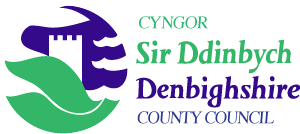 CYNGOR
Sir Ddinbych
Denbighshire
COUNTY COUNCIL